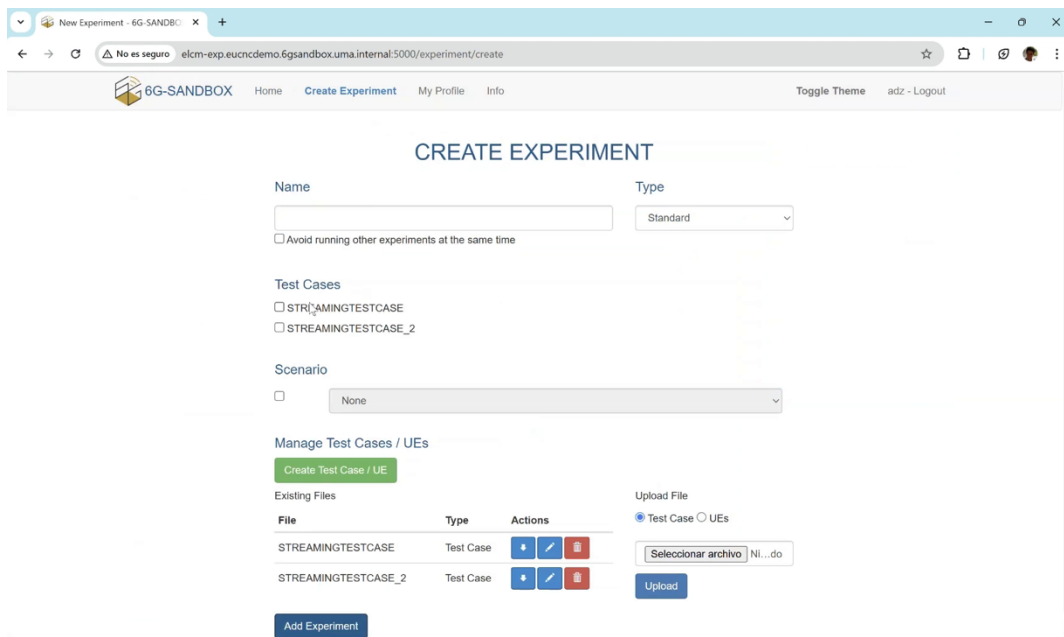 New Experiment - 6G-SANDBO
No es seguro elcm-exp.eucncdemo.6gsandbox.uma.internal:5000/experiment/create
6G-SANDBOX Home Create Experiment My Profile Info Toggle Theme adz - Logout
CREATE EXPERIMENT
Name Type
Standard
Avoid running other experiments at the same time
Test Cases
STREAMINGTESTCASE
STREAMINGTESTCASE_2
Scenario
None
Manage Test Cases / UEs
Create Test Case / UE
Existing Files Upload File
File Type Actions Test Case UEs
STREAMINGTESTCASE Test Case Seleccionar archivo Ni...do
STREAMINGTESTCASE_2 Test Case Upload
Add Experiment